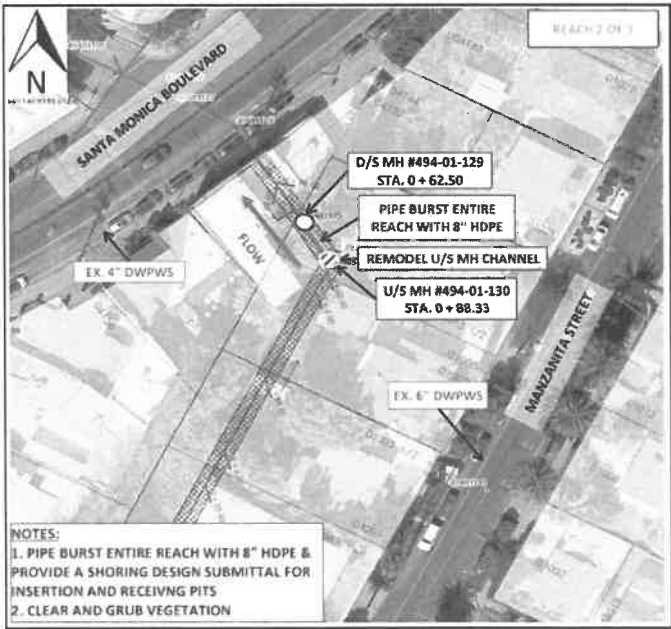 REACH 2 OF 3
N
SANTA MONICA BOULEVARD
D/S MH #494-01-129
STA. 0 + 62.50
PIPE BURST ENTIRE
REACH WITH 8" HDPE
FLOW
REMODEL U/S MH CHANNEL
EX. 4" DWPWS
U/S MH #494-01-130
STA. 0 + 88.33
MANZANITA STREET
EX. 6" DWPWS
NOTES:
1. PIPE BURST ENTIRE REACH WITH 8" HDPE &
PROVIDE A SHORING DESIGN SUBMITTAL FOR
INSERTION AND RECEIVNG PITS
2. CLEAR AND GRUB VEGETATION